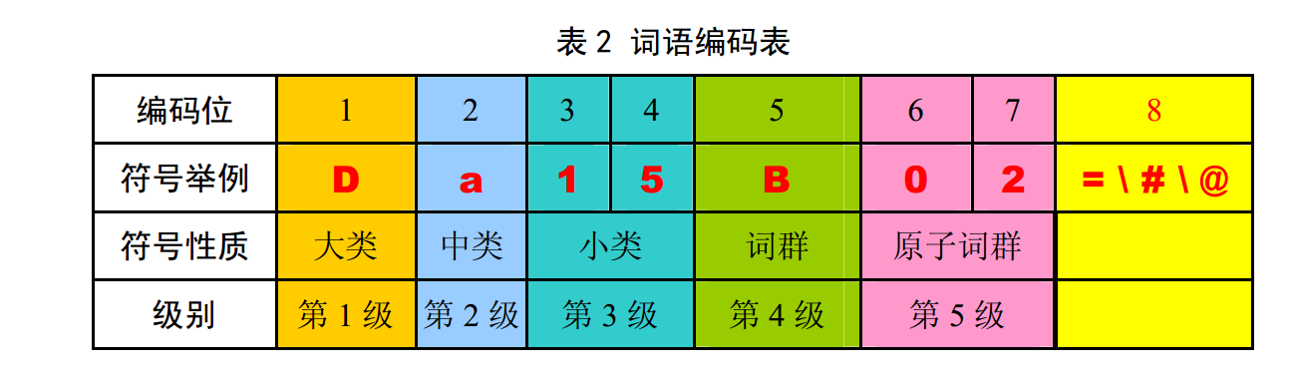 表2 词语编码表
编码位 1 2 3 4 5 6 7 8
符号举例 D a 1 5 B 0 2 = \ # \ @
符号性质 大类 中类 小类 词群 原子词群
级别 第1级 第2级 第3级 第4级 第5级